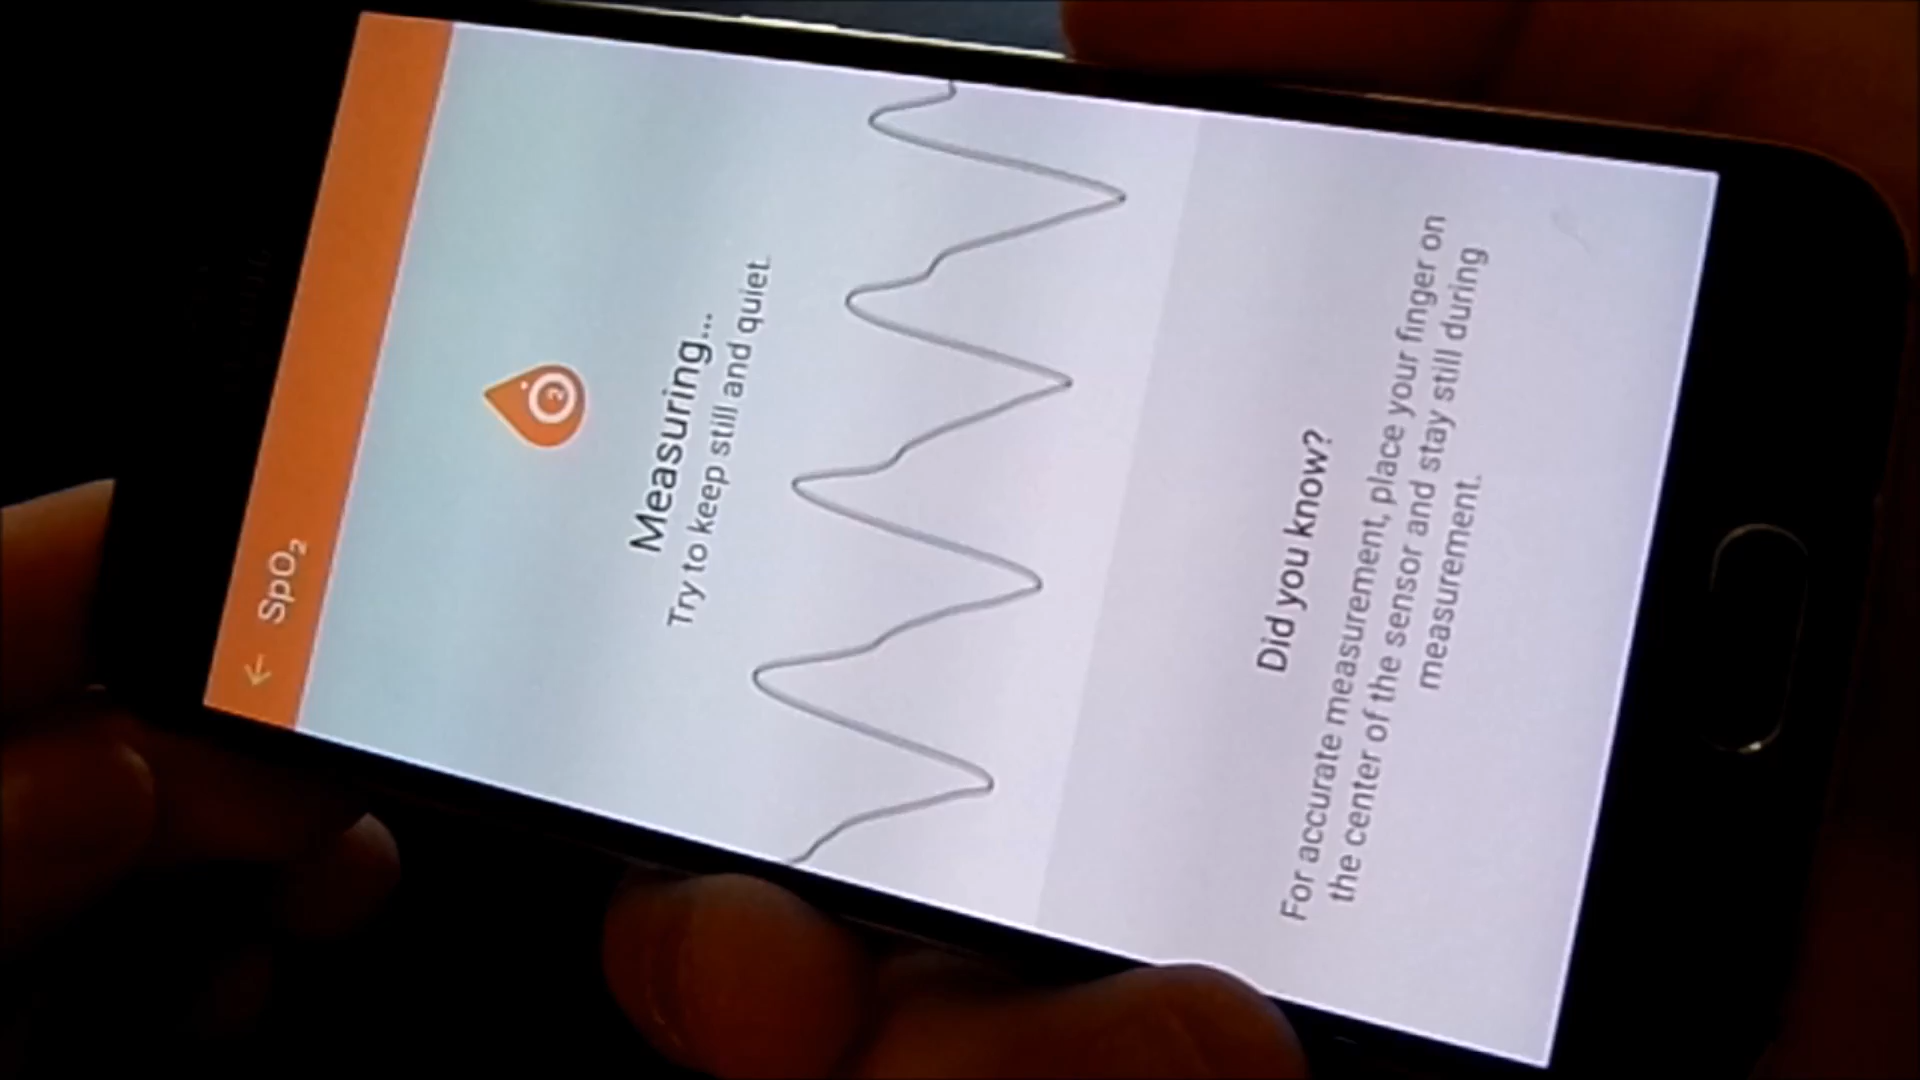 ← SpO₂
O₂
Measuring...
Try to keep still and quiet.
Did you know?
For accurate measurement, place your finger on
the center of the sensor and stay still during
measurement.